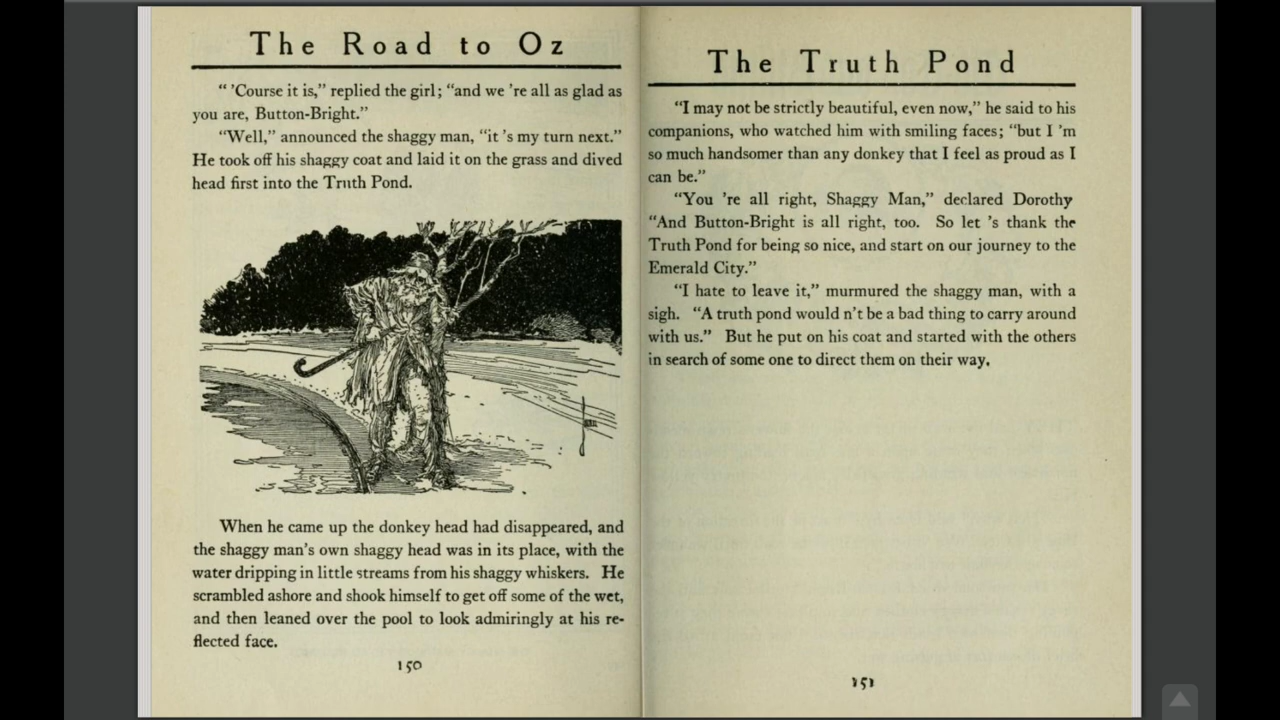 The Road to Oz
“ ’Course it is,” replied the girl; “and we ’re all as glad as
you are, Button-Bright.”
“Well,” announced the shaggy man, “it ’s my turn next.”
He took off his shaggy coat and laid it on the grass and dived
head first into the Truth Pond.
When he came up the donkey head had disappeared, and
the shaggy man’s own shaggy head was in its place, with the
water dripping in little streams from his shaggy whiskers. He
scrambled ashore and shook himself to get off some of the wet,
and then leaned over the pool to look admiringly at his re-
flected face.
150
The Truth Pond
“I may not be strictly beautiful, even now,” he said to his
companions, who watched him with smiling faces; “but I ’m
so much handsomer than any donkey that I feel as proud as I
can be.”
“You ’re all right, Shaggy Man,” declared Dorothy
“And Button-Bright is all right, too. So let ’s thank the
Truth Pond for being so nice, and start on our journey to the
Emerald City.”
“I hate to leave it,” murmured the shaggy man, with a
sigh. “A truth pond would n’t be a bad thing to carry around
with us.” But he put on his coat and started with the others
in search of some one to direct them on their way.
151